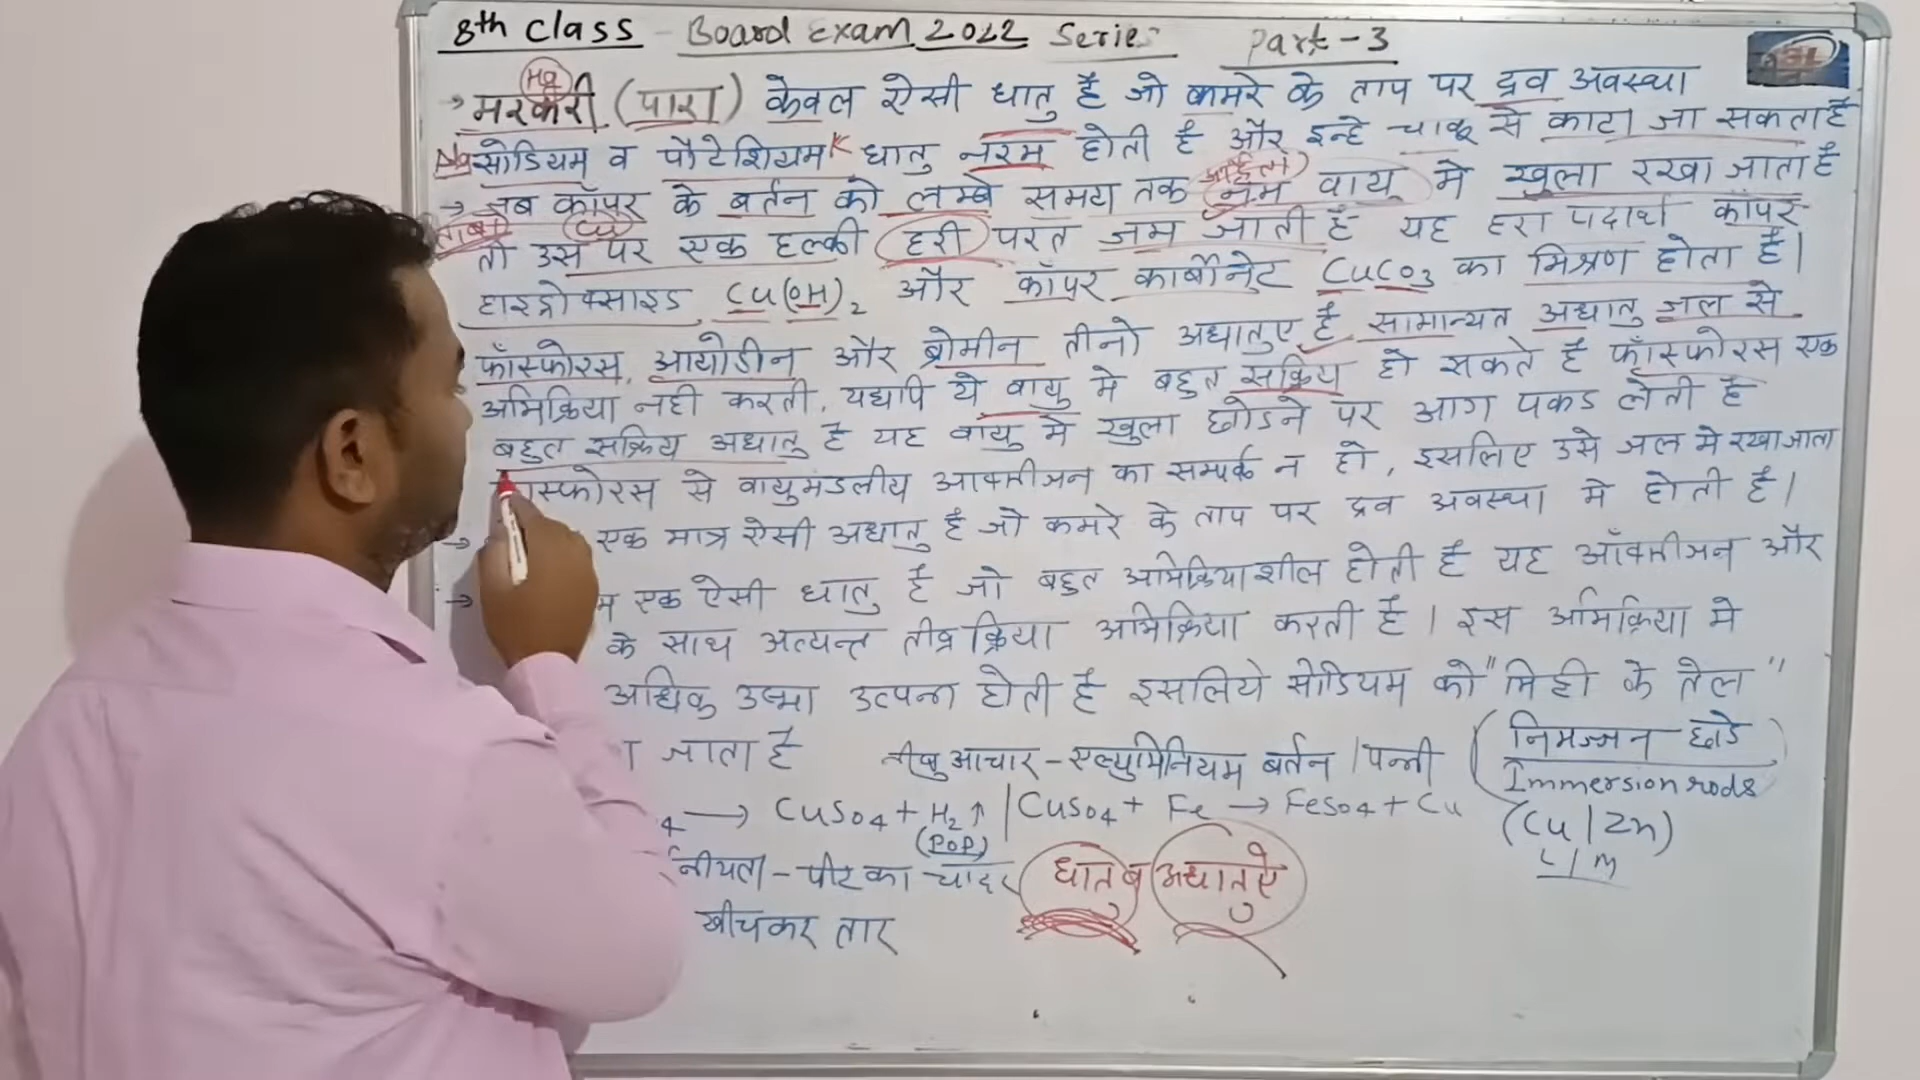 8th class - Board Exam 2022 Series Part-3
Hg
→ मरकरी (पारा) केवल ऐसी धातु है जो कमरे के ताप पर द्रव अवस्था
Na सोडियम व पौटेशियम K धातु नरम होती है और इन्हे चाकू से काटा जा सकता है
→ जब कॉपर के बर्तन को लम्बे समय तक नम वायु मे खुला रखा जाता है
ताँबा Cu
तो उस पर एक हल्की हरी परत जम जाती है यह हरा पदार्थ कॉपर
हाइड्रोक्साइड Cu(OH)₂ और कॉपर कार्बोनेट CuCO₃ का मिश्रण होता है।
फॉस्फोरस, आयोडीन और ब्रोमीन तीनो अधातुए है सामान्यत अधातु जल से
अभिक्रिया नही करती, यद्यपि ये वायु मे बहुत सक्रिय हो सकते है फॉस्फोरस एक
बहुत सक्रिय अधातु है यह वायु मे खुला छोडने पर आग पकड लेती है
स्फोरस से वायुमंडलीय आक्सीजन का सम्पर्क न हो, इसलिए उसे जल मे रखा जाता
→ एक मात्र ऐसी अधातु है जो कमरे के ताप पर द्रव अवस्था मे होती है।
→ म एक ऐसी धातु है जो बहुत अभिक्रियाशील होती है यह ऑक्सीजन और
के साथ अत्यन्त तीव्र क्रिया अभिक्रिया करती है। इस अभिक्रिया मे
अधिक उष्मा उत्पन्न होती है इसलिये सोडियम को "मिट्टी के तेल"
ा जाता है नीबु आचार - एल्युमिनियम बर्तन / पन्नी (निमज्जन छडे
Immersion rods
₄ → CuSO₄ + H₂↑ | CuSO₄ + Fe → FeSO₄ + Cu (Cu | Zn)
(POP) L / M
नीयता - पीट का चादर धातु व अधातुऐ
खीचकर तार